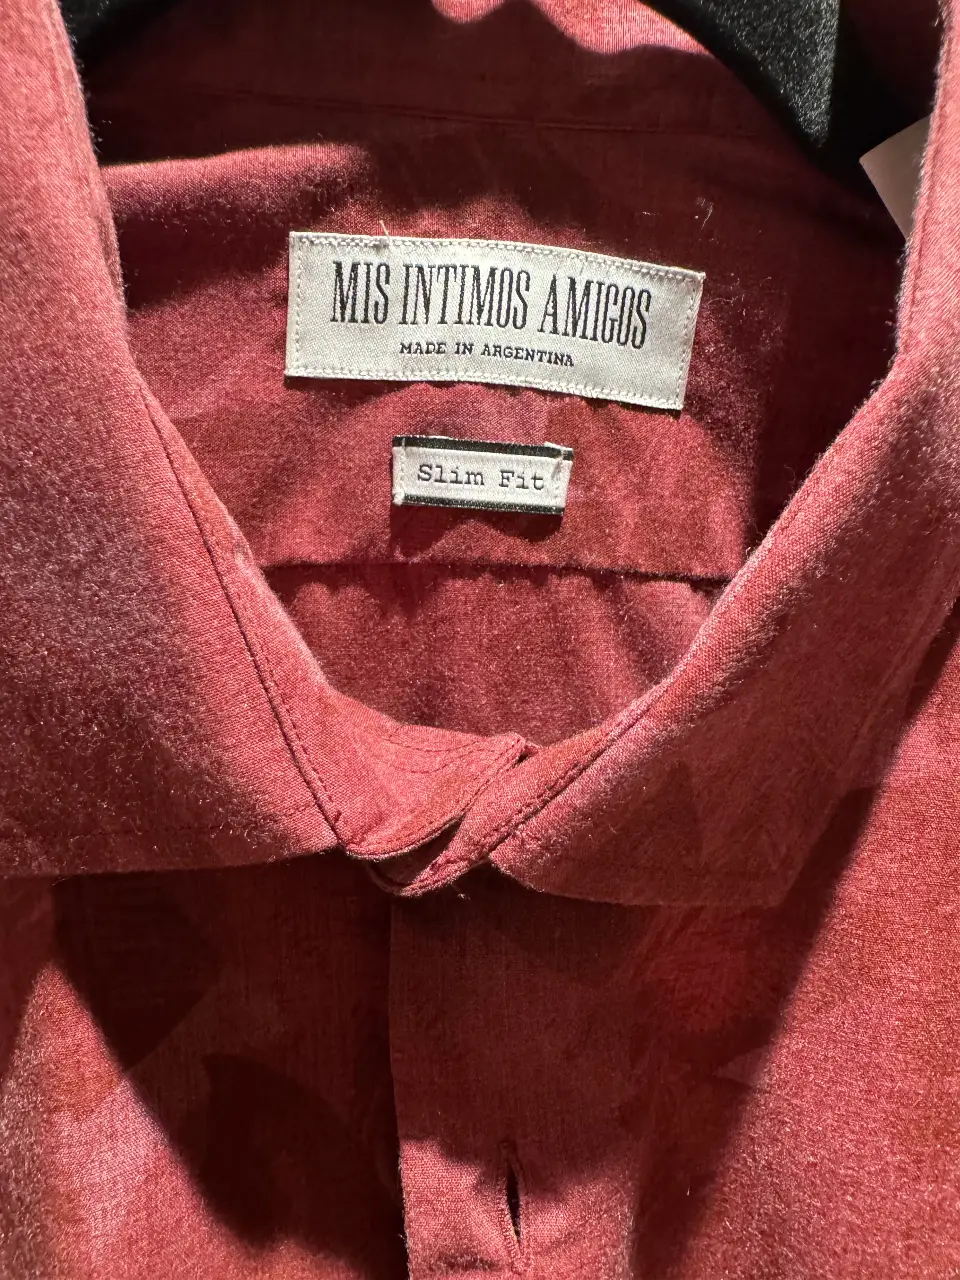 MIS INTIMOS AMIGOS
MADE IN ARGENTINA
Slim Fit